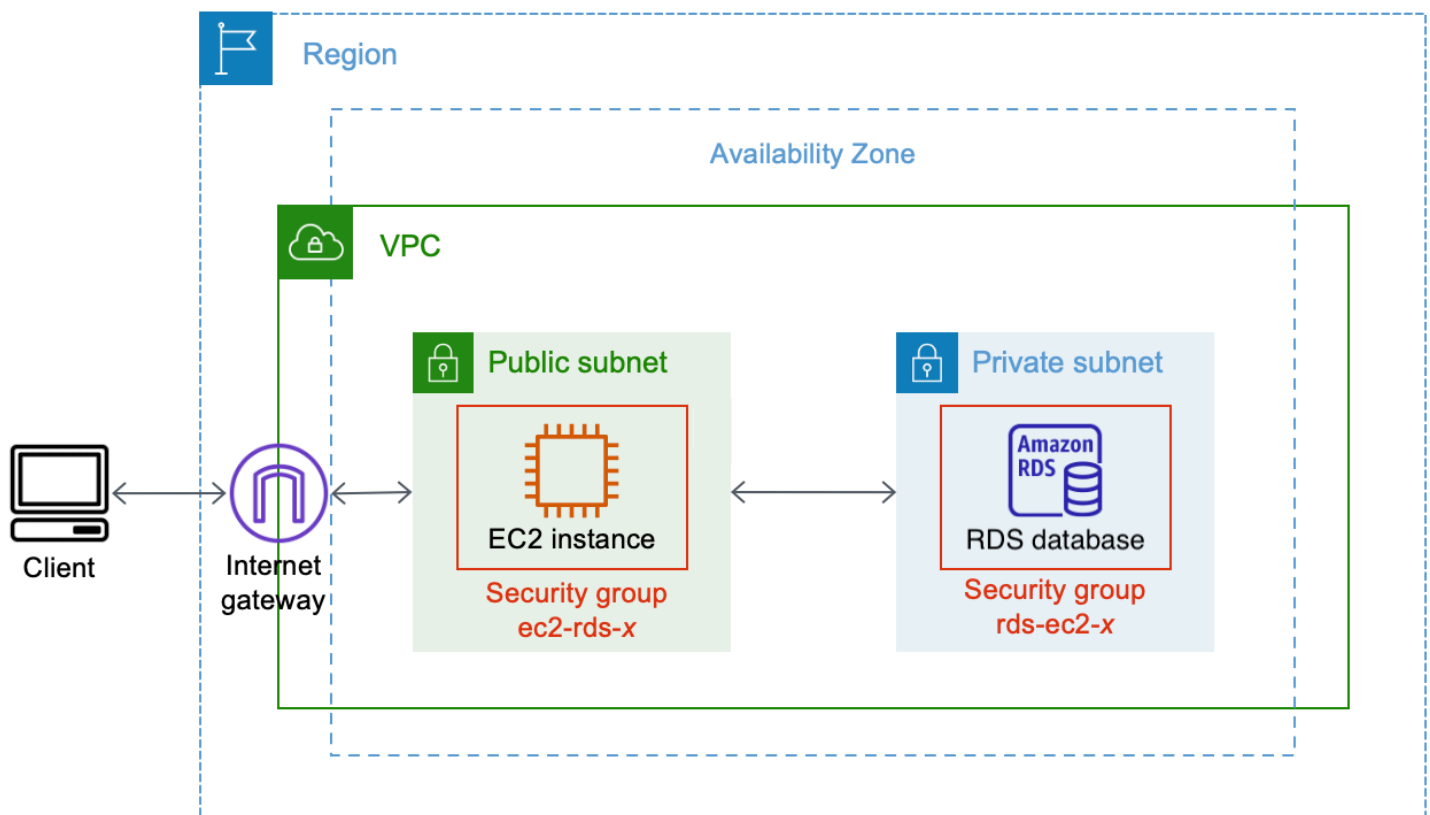 Region
Availability Zone
VPC
Public subnet
Private subnet
Amazon
RDS
EC2 instance
RDS database
Client
Internet
gateway
Security group
ec2-rds-x
Security group
rds-ec2-x